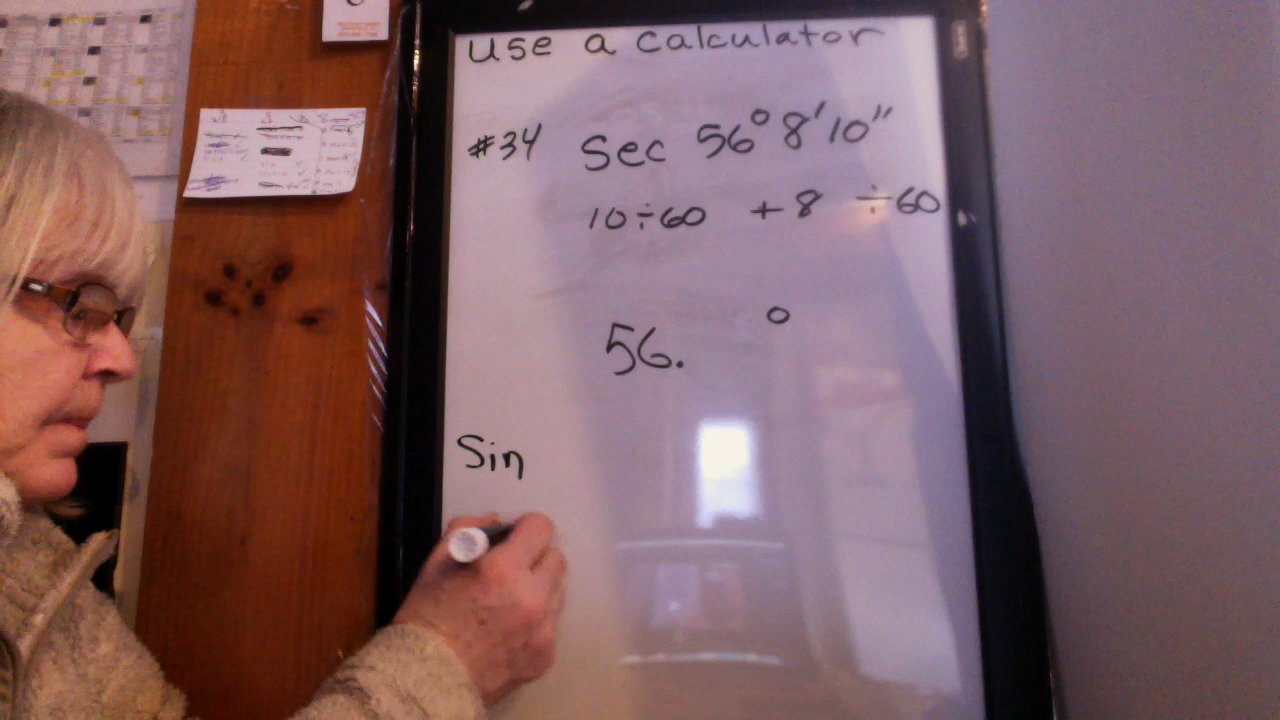 use a calculator
#34 Sec 56° 8' 10"
10÷60 +8 ÷60
56. °
Sin